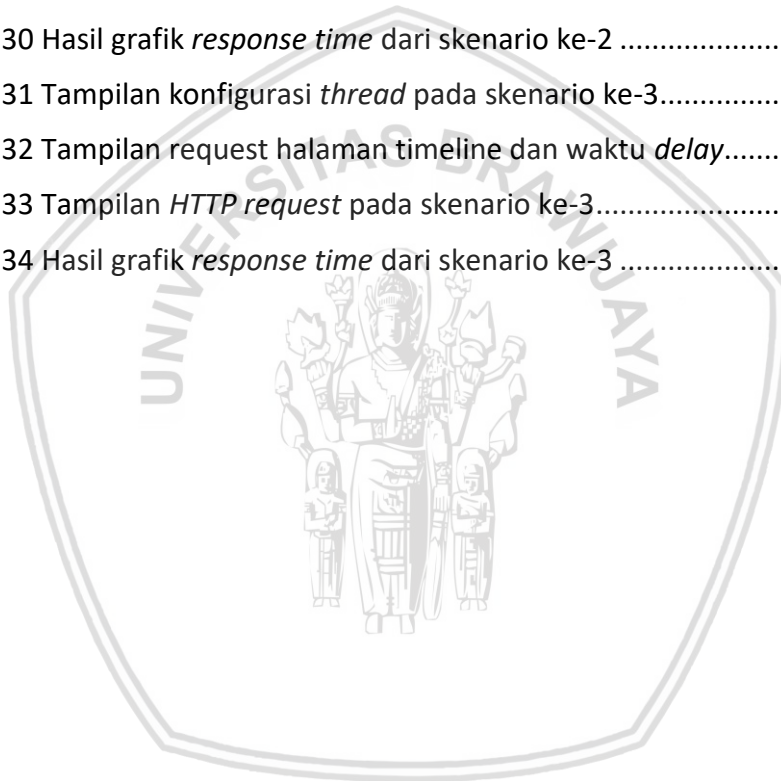 30 Hasil grafik response time dari skenario ke-2 ....................
31 Tampilan konfigurasi thread pada skenario ke-3...............
32 Tampilan request halaman timeline dan waktu delay.......
33 Tampilan HTTP request pada skenario ke-3.......................
34 Hasil grafik response time dari skenario ke-3 ....................
UNIVERSITAS BRAWIJAYA